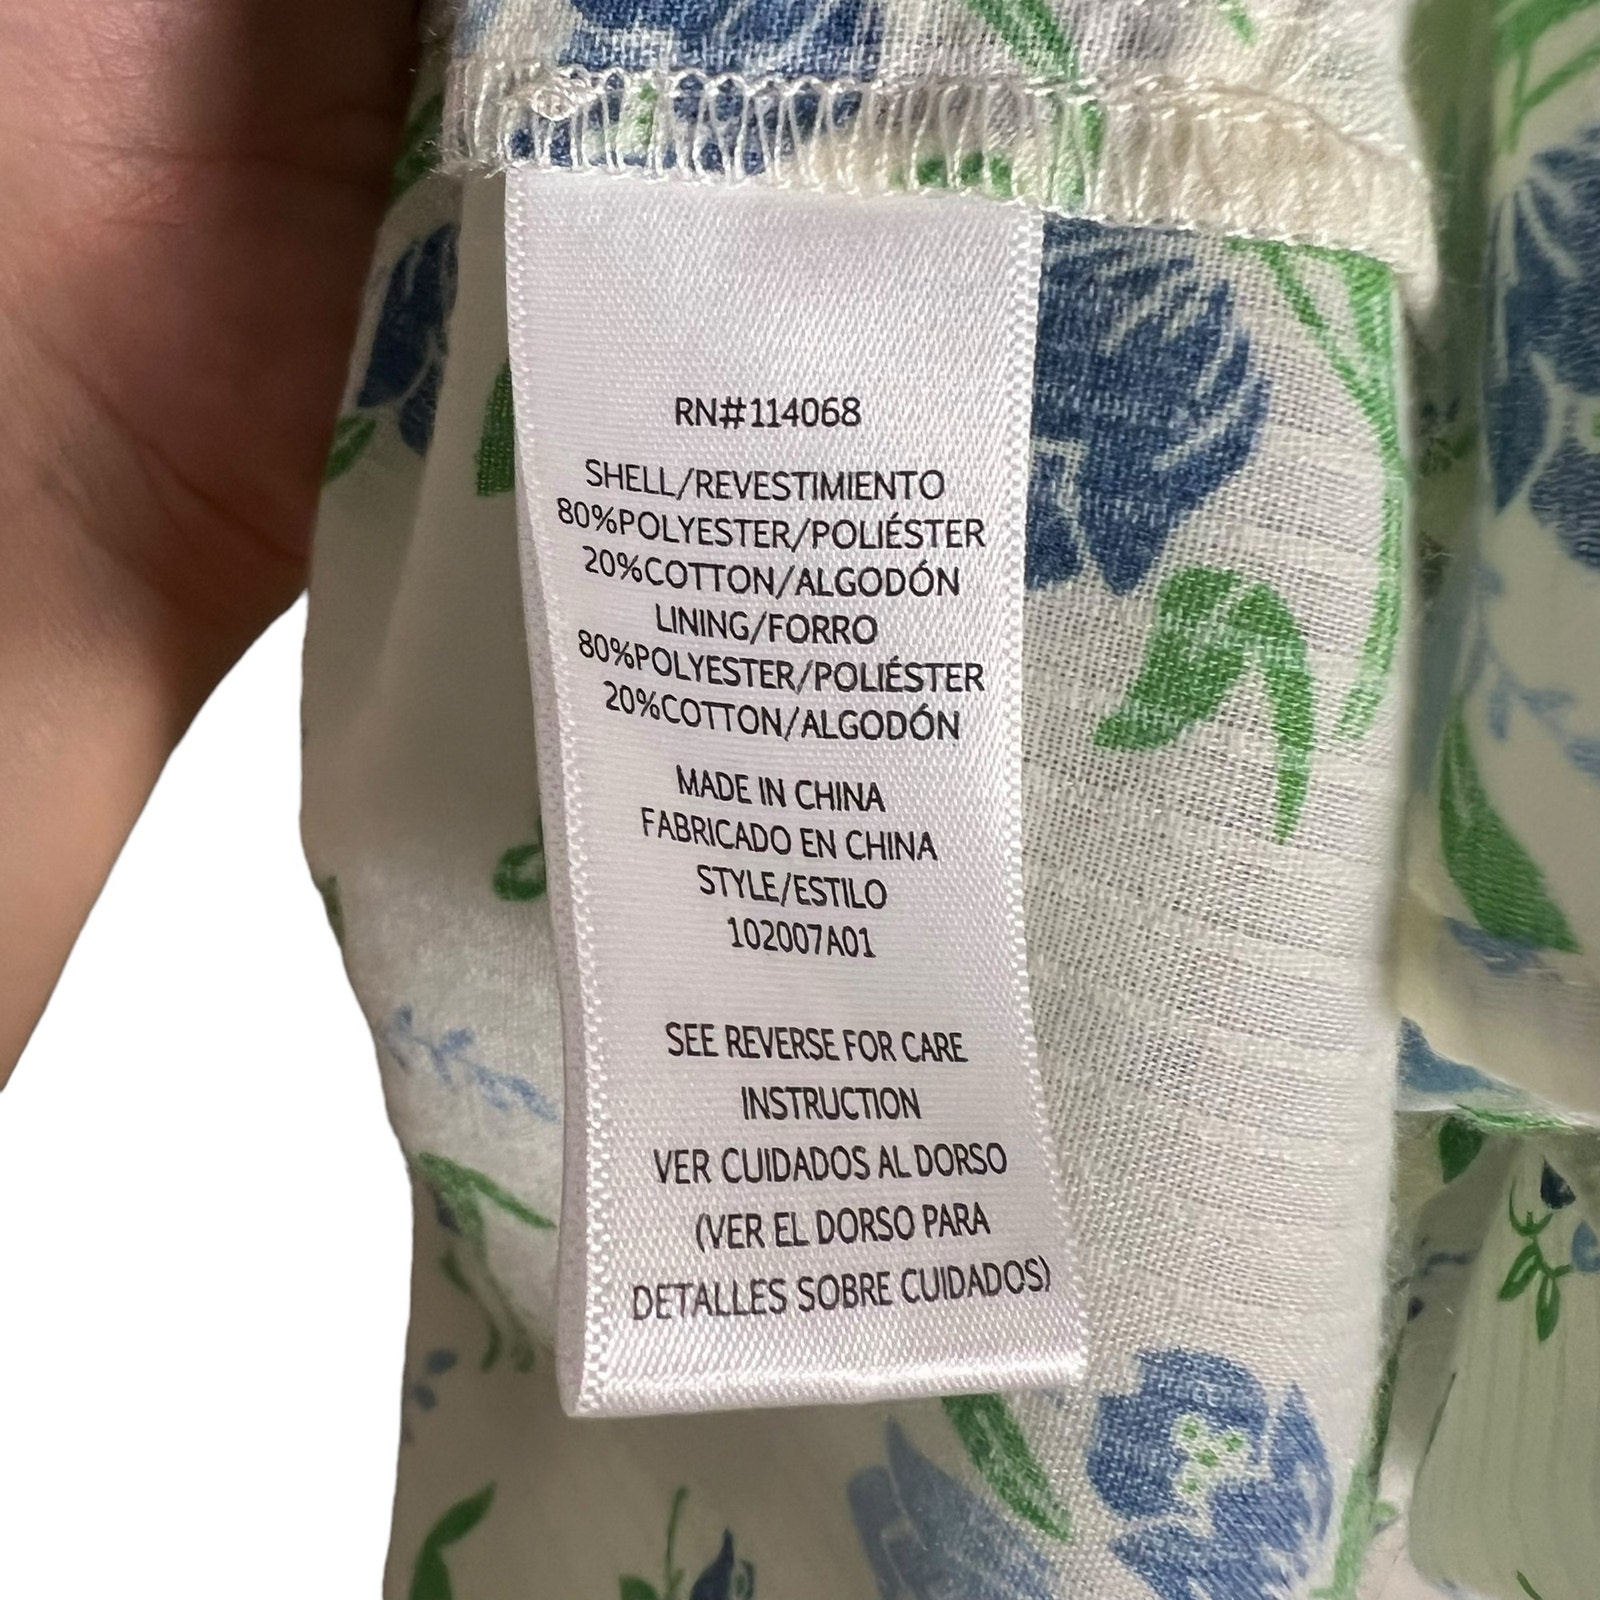 RN#114068
SHELL/REVESTIMIENTO
80%POLYESTER/POLIÉSTER
20%COTTON/ALGODÓN
LINING/FORRO
80%POLYESTER/POLIÉSTER
20%COTTON/ALGODÓN
MADE IN CHINA
FABRICADO EN CHINA
STYLE/ESTILO
102007A01
SEE REVERSE FOR CARE
INSTRUCTION
VER CUIDADOS AL DORSO
(VER EL DORSO PARA
DETALLES SOBRE CUIDADOS)